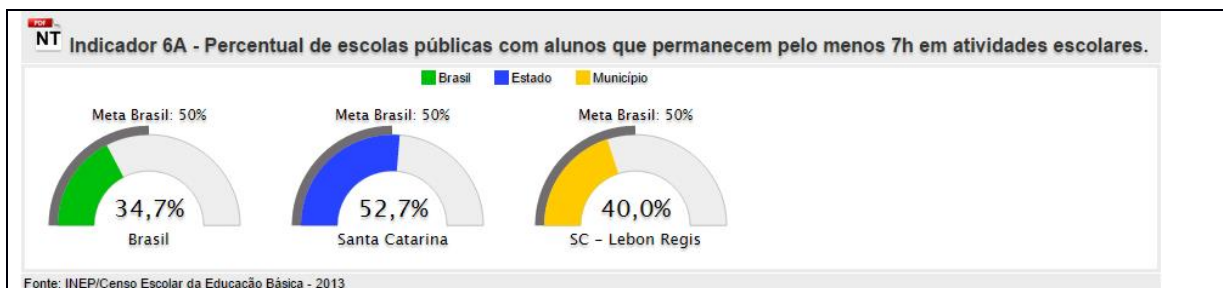 PDF
NT Indicador 6A - Percentual de escolas públicas com alunos que permanecem pelo menos 7h em atividades escolares.
Brasil Estado Município
Meta Brasil: 50% Meta Brasil: 50% Meta Brasil: 50%
34,7% 52,7% 40,0%
Brasil Santa Catarina SC - Lebon Regis
Fonte: INEP/Censo Escolar da Educação Básica - 2013